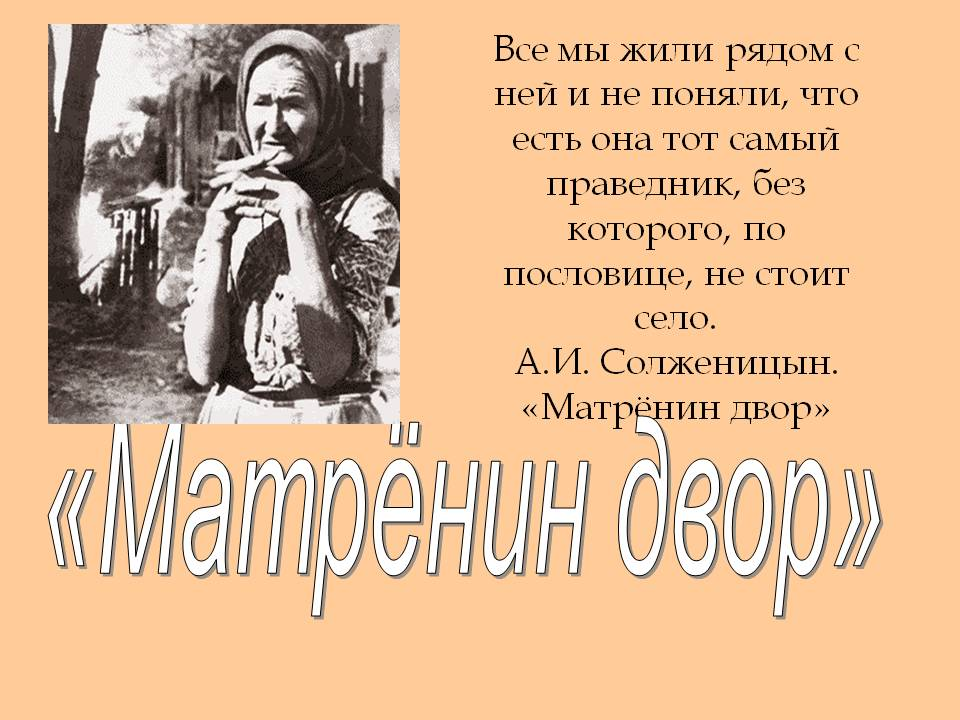 Все мы жили рядом с
ней и не поняли, что
есть она тот самый
праведник, без
которого, по
пословице, не стоит
село.
А.И. Солженицын.
«Матрёнин двор»
«Матрёнин двор»